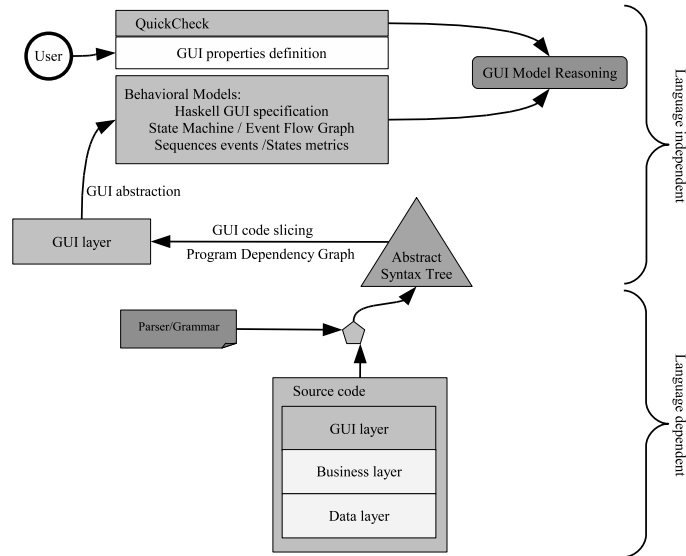 QuickCheck
User
GUI properties definition
GUI Model Reasoning
Behavioral Models:
Haskell GUI specification
State Machine / Event Flow Graph
Sequences events /States metrics
Language independent
GUI abstraction
GUI layer
GUI code slicing
Program Dependency Graph
Abstract
Syntax Tree
Parser/Grammar
Language dependent
Source code
GUI layer
Business layer
Data layer